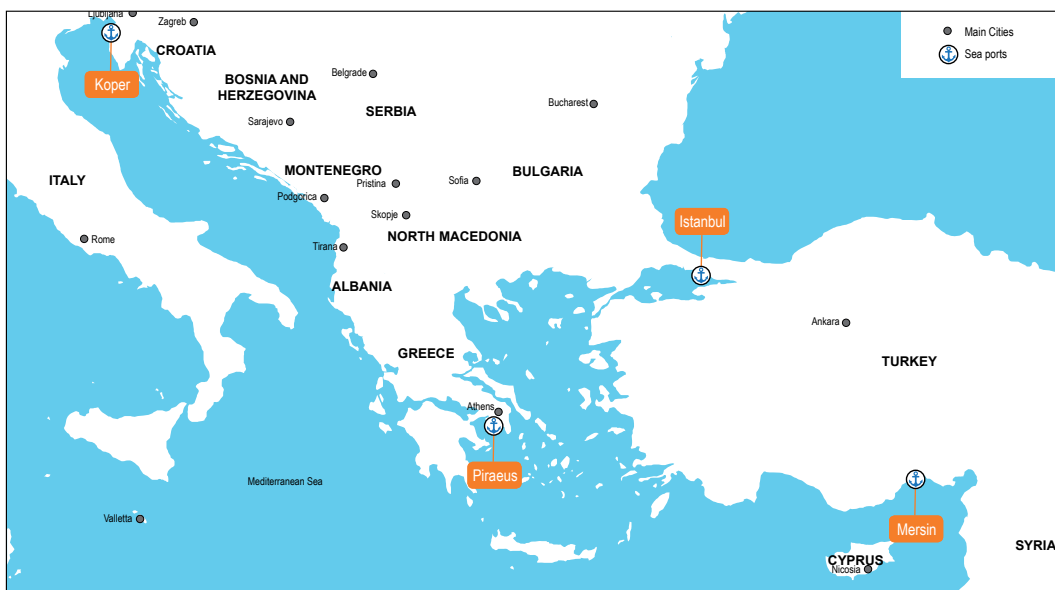 Ljubljana
Zagreb
Main Cities
CROATIA
Sea ports
Koper
Belgrade
BOSNIA AND
HERZEGOVINA
Bucharest
SERBIA
Sarajevo
MONTENEGRO
BULGARIA
ITALY
Pristina
Sofia
Podgorica
Skopje
Istanbul
Rome
NORTH MACEDONIA
Tirana
ALBANIA
Ankara
GREECE
TURKEY
Athens
Piraeus
Mediterranean Sea
Valletta
Mersin
SYRIA
CYPRUS
Nicosia